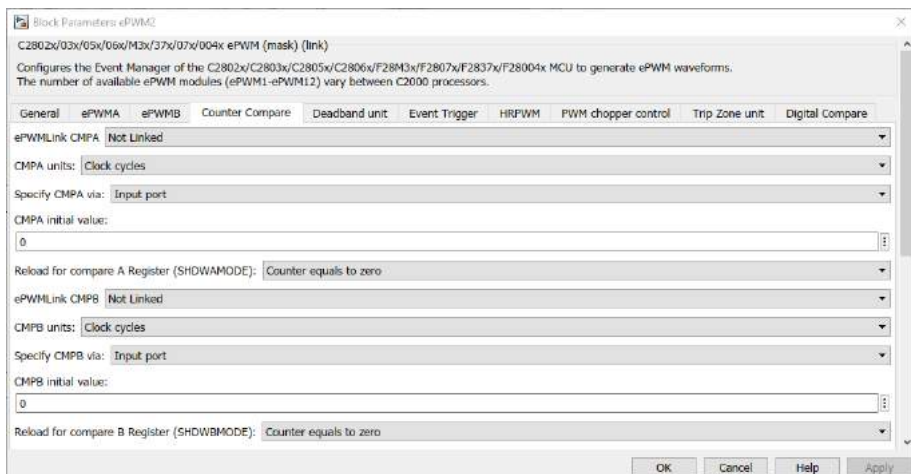 Block Parameters: ePWM2
C2802x/03x/05x/06x/M3x/37x/07x/004x ePWM (mask) (link)
Configures the Event Manager of the C2802x/C2803x/C2805x/C2806x/F28M3x/F2807x/F2837x/F28004x MCU to generate ePWM waveforms.
The number of available ePWM modules (ePWM1-ePWM12) vary between C2000 processors.
General ePWMA ePWMB Counter Compare Deadband unit Event Trigger HRPWM PWM chopper control Trip Zone unit Digital Compare
ePWMLink CMPA Not Linked
CMPA units: Clock cycles
Specify CMPA via: Input port
CMPA initial value:
0
Reload for compare A Register (SHDWAMODE): Counter equals to zero
ePWMLink CMPB Not Linked
CMPB units: Clock cycles
Specify CMPB via: Input port
CMPB initial value:
0
Reload for compare B Register (SHDWBMODE): Counter equals to zero
OK Cancel Help Apply